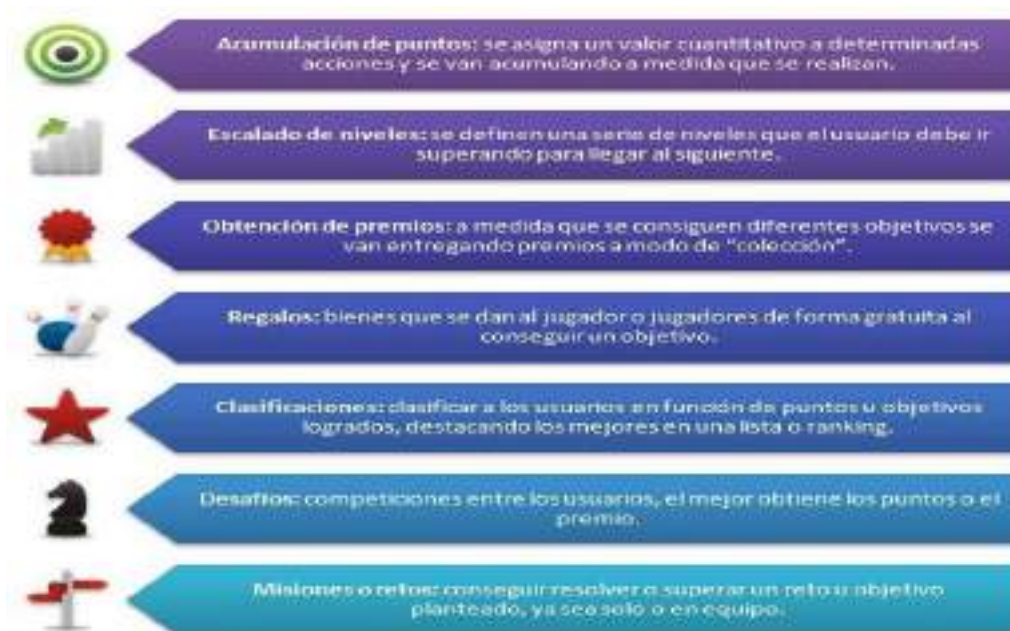 Acumulación de puntos: se asigna un valor cuantitativo a determinadas
acciones y se van acumulando a medida que se realizan.
Escalado de niveles: se definen una serie de niveles que el usuario debe ir
superando para llegar al siguiente.
Obtención de premios: a medida que se consiguen diferentes objetivos se
van entregando premios a modo de “colección”.
Regalos: bienes que se dan al jugador o jugadores de forma gratuita al
conseguir un objetivo.
Clasificaciones: clasificar a los usuarios en función de puntos u objetivos
logrados, destacando los mejores en una lista o ranking.
Desafíos: competiciones entre los usuarios, el mejor obtiene los puntos o el
premio.
Misiones o retos: conseguir resolver o superar un reto u objetivo
planteado, ya sea solo o en equipo.